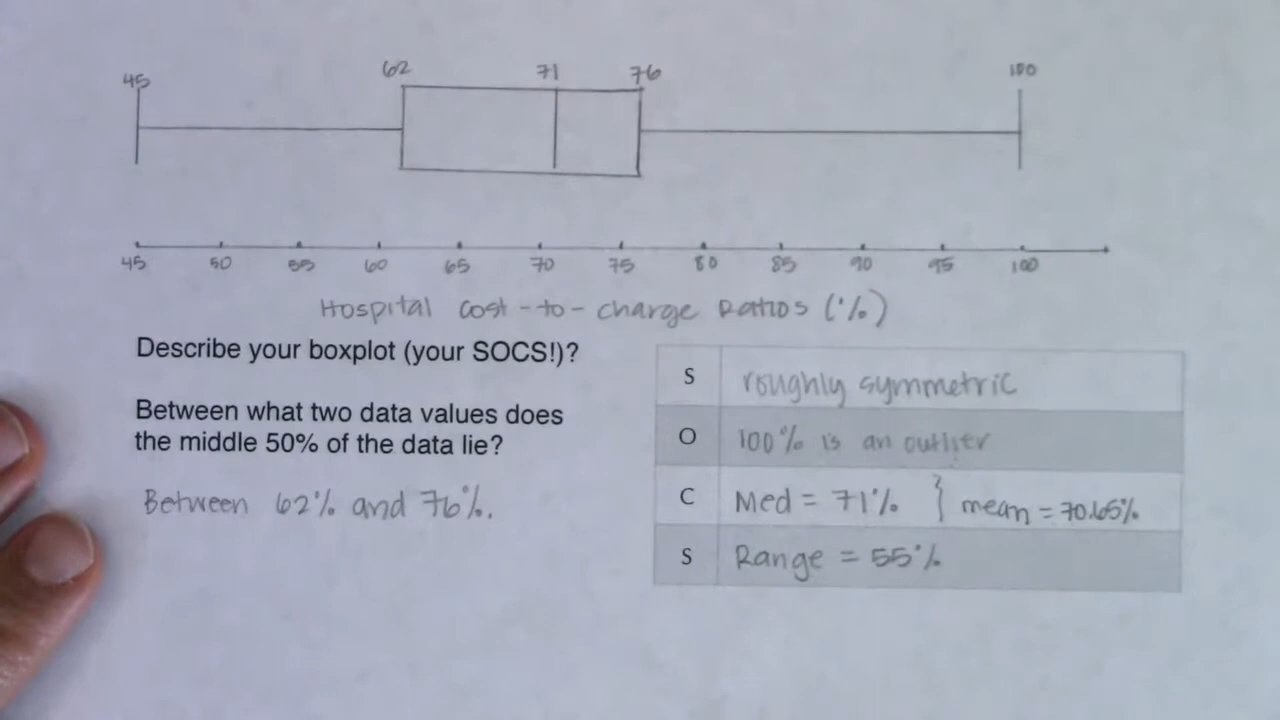 45 62 71 76 100
45 50 55 60 65 70 75 80 85 90 95 100
Hospital Cost-to-Charge Ratios (%)
Describe your boxplot (your SOCS!)?
Between what two data values does
the middle 50% of the data lie?
Between 62% and 76%.
S roughly symmetric
O 100% is an outlier
C Med = 71% } mean = 70.65%
S Range = 55%